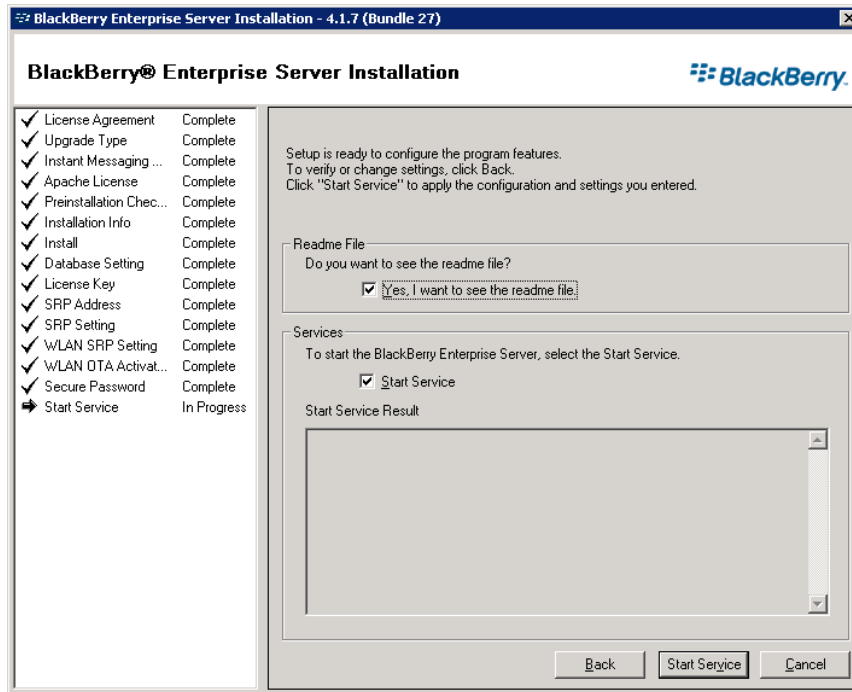 BlackBerry Enterprise Server Installation - 4.1.7 (Bundle 27)
BlackBerry® Enterprise Server Installation
BlackBerry.
License Agreement Complete
Upgrade Type Complete
Instant Messaging ... Complete
Apache License Complete
Preinstallation Chec... Complete
Installation Info Complete
Install Complete
Database Setting Complete
License Key Complete
SRP Address Complete
SRP Setting Complete
WLAN SRP Setting Complete
WLAN OTA Activat... Complete
Secure Password Complete
Start Service In Progress
Setup is ready to configure the program features.
To verify or change settings, click Back.
Click "Start Service" to apply the configuration and settings you entered.
Readme File
Do you want to see the readme file?
Yes, I want to see the readme file.
Services
To start the BlackBerry Enterprise Server, select the Start Service.
Start Service
Start Service Result
Back Start Service Cancel